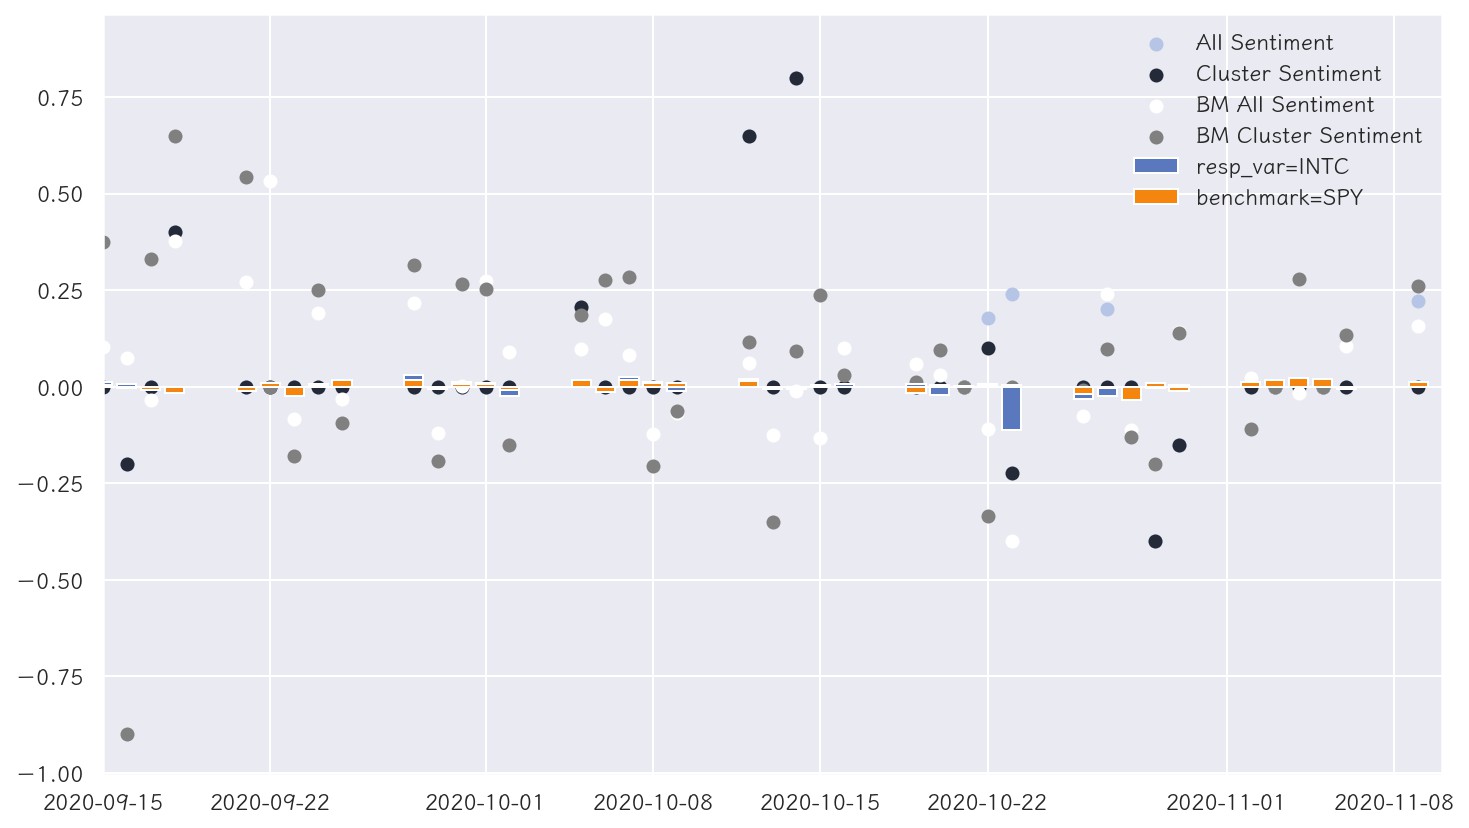 All Sentiment
Cluster Sentiment
BM All Sentiment
BM Cluster Sentiment
resp_var=INTC
benchmark=SPY
0.75
0.50
0.25
0.00
−0.25
−0.50
−0.75
−1.00
2020-09-15 2020-09-22 2020-10-01 2020-10-08 2020-10-15 2020-10-22 2020-11-01 2020-11-08